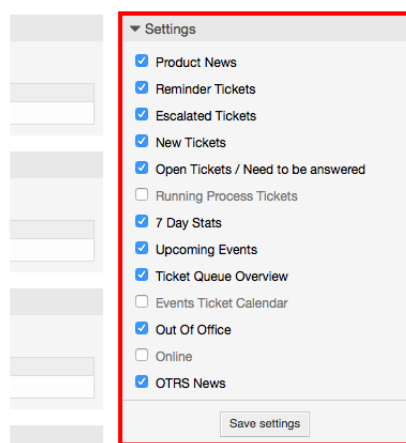 Settings
Product News
Reminder Tickets
Escalated Tickets
New Tickets
Open Tickets / Need to be answered
Running Process Tickets
7 Day Stats
Upcoming Events
Ticket Queue Overview
Events Ticket Calendar
Out Of Office
Online
OTRS News
Save settings